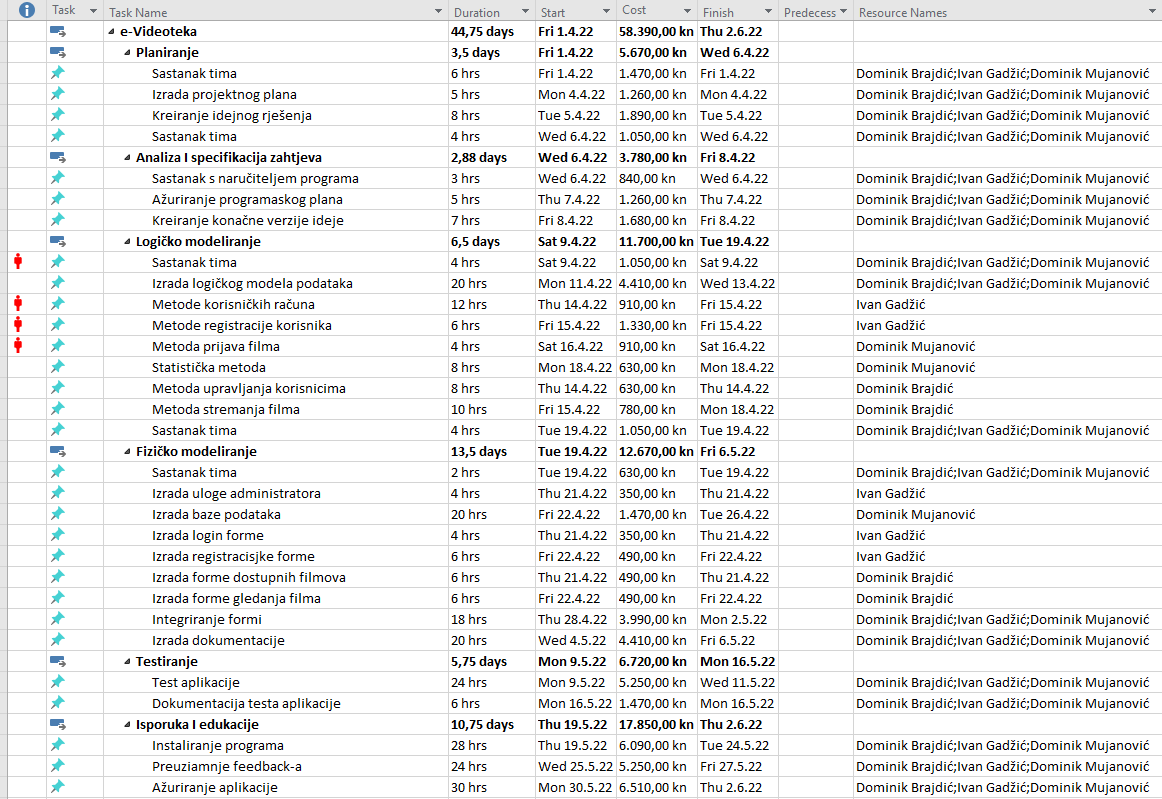 Task Task Name Duration Start Cost Finish Predecess Resource Names
e-Videoteka 44,75 days Fri 1.4.22 58.390,00 kn Thu 2.6.22
Planiranje 3,5 days Fri 1.4.22 5.670,00 kn Wed 6.4.22
Sastanak tima 6 hrs Fri 1.4.22 1.470,00 kn Fri 1.4.22 Dominik Brajdić;Ivan Gadžić;Dominik Mujanović
Izrada projektnog plana 5 hrs Mon 4.4.22 1.260,00 kn Mon 4.4.22 Dominik Brajdić;Ivan Gadžić;Dominik Mujanović
Kreiranje idejnog rješenja 8 hrs Tue 5.4.22 1.890,00 kn Tue 5.4.22 Dominik Brajdić;Ivan Gadžić;Dominik Mujanović
Sastanak tima 4 hrs Wed 6.4.22 1.050,00 kn Wed 6.4.22 Dominik Brajdić;Ivan Gadžić;Dominik Mujanović
Analiza I specifikacija zahtjeva 2,88 days Wed 6.4.22 3.780,00 kn Fri 8.4.22
Sastanak s naručiteljem programa 3 hrs Wed 6.4.22 840,00 kn Wed 6.4.22 Dominik Brajdić;Ivan Gadžić;Dominik Mujanović
Ažuriranje programaskog plana 5 hrs Thu 7.4.22 1.260,00 kn Thu 7.4.22 Dominik Brajdić;Ivan Gadžić;Dominik Mujanović
Kreiranje konačne verzije ideje 7 hrs Fri 8.4.22 1.680,00 kn Fri 8.4.22 Dominik Brajdić;Ivan Gadžić;Dominik Mujanović
Logičko modeliranje 6,5 days Sat 9.4.22 11.700,00 kn Tue 19.4.22
Sastanak tima 4 hrs Sat 9.4.22 1.050,00 kn Sat 9.4.22 Dominik Brajdić;Ivan Gadžić;Dominik Mujanović
Izrada logičkog modela podataka 20 hrs Mon 11.4.22 4.410,00 kn Wed 13.4.22 Dominik Brajdić;Ivan Gadžić;Dominik Mujanović
Metode korisničkih računa 12 hrs Thu 14.4.22 910,00 kn Fri 15.4.22 Ivan Gadžić
Metode registracije korisnika 6 hrs Fri 15.4.22 1.330,00 kn Fri 15.4.22 Ivan Gadžić
Metoda prijava filma 4 hrs Sat 16.4.22 910,00 kn Sat 16.4.22 Dominik Mujanović
Statistička metoda 8 hrs Mon 18.4.22 630,00 kn Mon 18.4.22 Dominik Mujanović
Metoda upravljanja korisnicima 8 hrs Thu 14.4.22 630,00 kn Thu 14.4.22 Dominik Brajdić
Metoda stremanja filma 10 hrs Fri 15.4.22 780,00 kn Mon 18.4.22 Dominik Brajdić
Sastanak tima 4 hrs Tue 19.4.22 1.050,00 kn Tue 19.4.22 Dominik Brajdić;Ivan Gadžić;Dominik Mujanović
Fizičko modeliranje 13,5 days Tue 19.4.22 12.670,00 kn Fri 6.5.22
Sastanak tima 2 hrs Tue 19.4.22 630,00 kn Tue 19.4.22 Dominik Brajdić;Ivan Gadžić;Dominik Mujanović
Izrada uloge administratora 4 hrs Thu 21.4.22 350,00 kn Thu 21.4.22 Ivan Gadžić
Izrada baze podataka 20 hrs Fri 22.4.22 1.470,00 kn Tue 26.4.22 Dominik Mujanović
Izrada login forme 4 hrs Thu 21.4.22 350,00 kn Thu 21.4.22 Ivan Gadžić
Izrada registracisjke forme 6 hrs Fri 22.4.22 490,00 kn Fri 22.4.22 Ivan Gadžić
Izrada forme dostupnih filmova 6 hrs Thu 21.4.22 490,00 kn Thu 21.4.22 Dominik Brajdić
Izrada forme gledanja filma 6 hrs Fri 22.4.22 490,00 kn Fri 22.4.22 Dominik Brajdić
Integriranje formi 18 hrs Thu 28.4.22 3.990,00 kn Mon 2.5.22 Dominik Brajdić;Ivan Gadžić;Dominik Mujanović
Izrada dokumentacije 20 hrs Wed 4.5.22 4.410,00 kn Fri 6.5.22 Dominik Brajdić;Ivan Gadžić;Dominik Mujanović
Testiranje 5,75 days Mon 9.5.22 6.720,00 kn Mon 16.5.22
Test aplikacije 24 hrs Mon 9.5.22 5.250,00 kn Wed 11.5.22 Dominik Brajdić;Ivan Gadžić;Dominik Mujanović
Dokumentacija testa aplikacije 6 hrs Mon 16.5.22 1.470,00 kn Mon 16.5.22 Dominik Brajdić;Ivan Gadžić;Dominik Mujanović
Isporuka I edukacije 10,75 days Thu 19.5.22 17.850,00 kn Thu 2.6.22
Instaliranje programa 28 hrs Thu 19.5.22 6.090,00 kn Tue 24.5.22 Dominik Brajdić;Ivan Gadžić;Dominik Mujanović
Preuziamnje feedback-a 24 hrs Wed 25.5.22 5.250,00 kn Fri 27.5.22 Dominik Brajdić;Ivan Gadžić;Dominik Mujanović
Ažuriranje aplikacije 30 hrs Mon 30.5.22 6.510,00 kn Thu 2.6.22 Dominik Brajdić;Ivan Gadžić;Dominik Mujanović